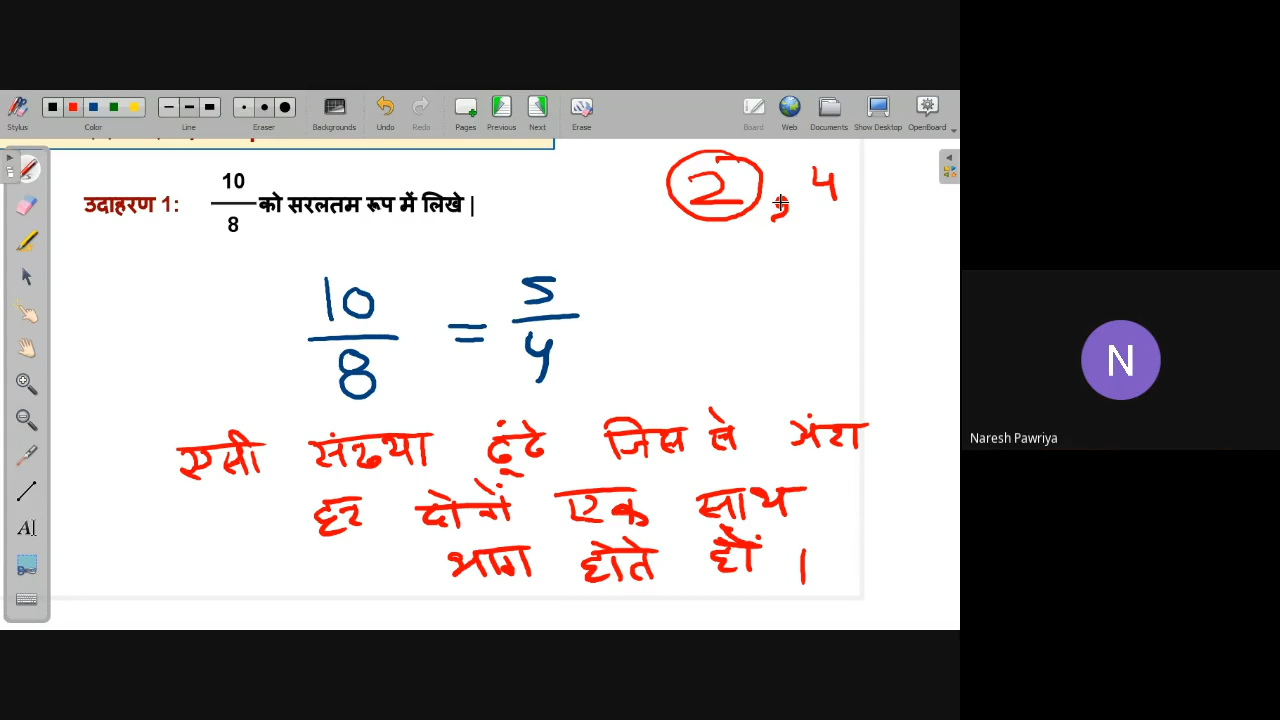 Stylus Color Line Eraser Backgrounds Undo Redo Pages Previous Next Erase Board Web Documents Show Desktop OpenBoard
2 , 4
उदाहरण 1: 10/8 को सरलतम रूप में लिखे |
10/8 = 5/4
एसी संख्या ढूंढे जिस से अंश
हर दोनों एक साथ
भाग होते हों ।
N
Naresh Pawriya